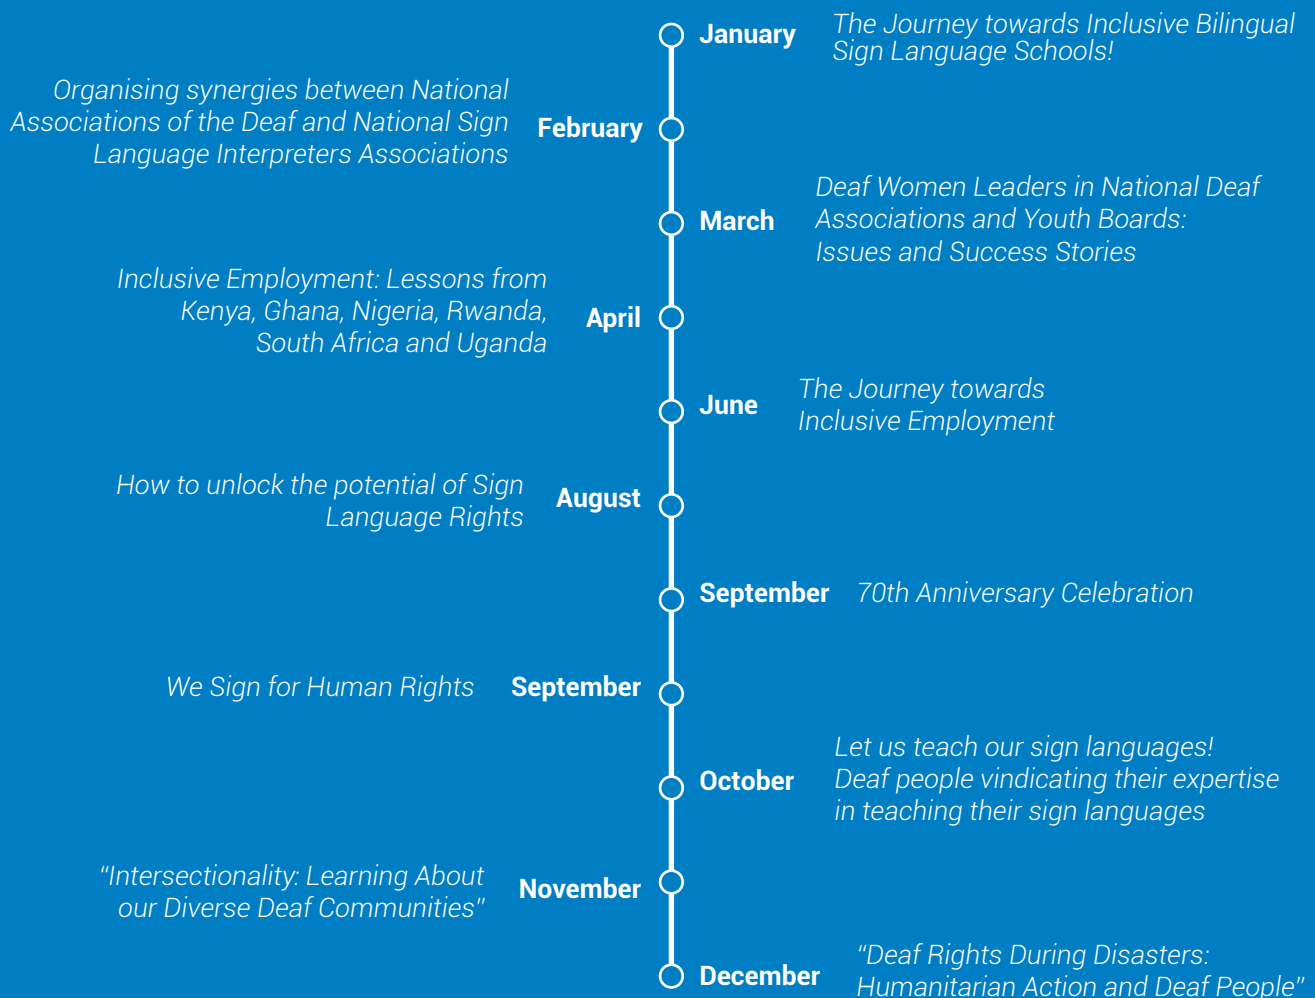 January
The Journey towards Inclusive Bilingual
Sign Language Schools!
Organising synergies between National
Associations of the Deaf and National Sign
Language Interpreters Associations
February
March
Deaf Women Leaders in National Deaf
Associations and Youth Boards:
Issues and Success Stories
Inclusive Employment: Lessons from
Kenya, Ghana, Nigeria, Rwanda,
South Africa and Uganda
April
June
The Journey towards
Inclusive Employment
How to unlock the potential of Sign
Language Rights
August
September
70th Anniversary Celebration
We Sign for Human Rights
September
October
Let us teach our sign languages!
Deaf people vindicating their expertise
in teaching their sign languages
"Intersectionality: Learning About
our Diverse Deaf Communities"
November
December
"Deaf Rights During Disasters:
Humanitarian Action and Deaf People"